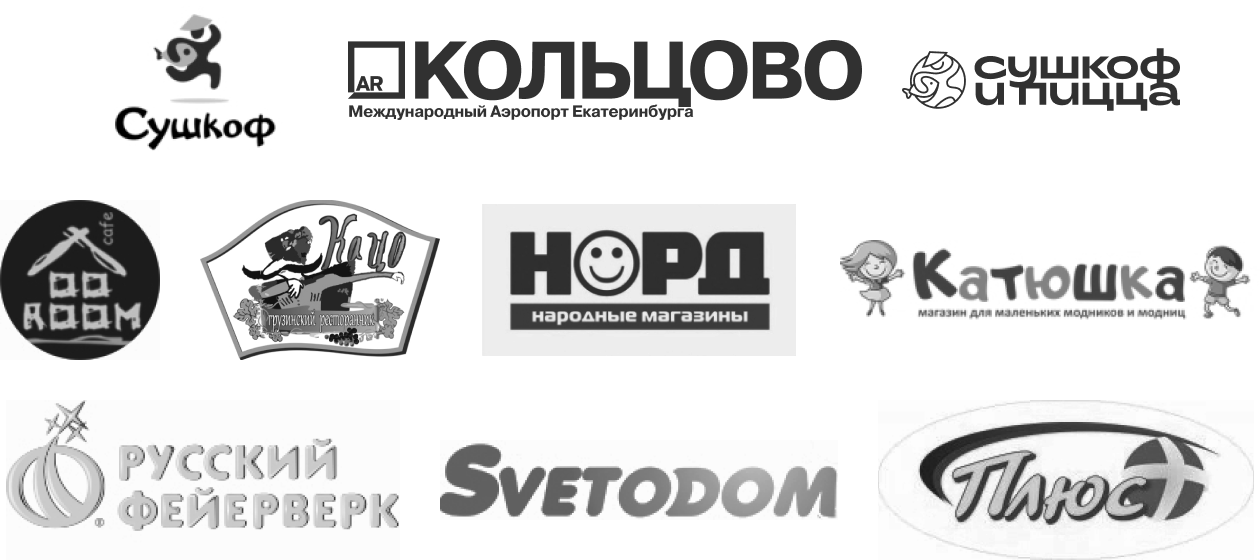 Сушкоф
AR КОЛЬЦОВО
Международный Аэропорт Екатеринбурга
сушкоф
и пицца
cafe
ROOM
Кацо
грузинский ресторанчик
НОРД
народные магазины
Катюшка
магазин для маленьких модников и модниц
РУССКИЙ
ФЕЙЕРВЕРК
®
SVETODOM
Плюс